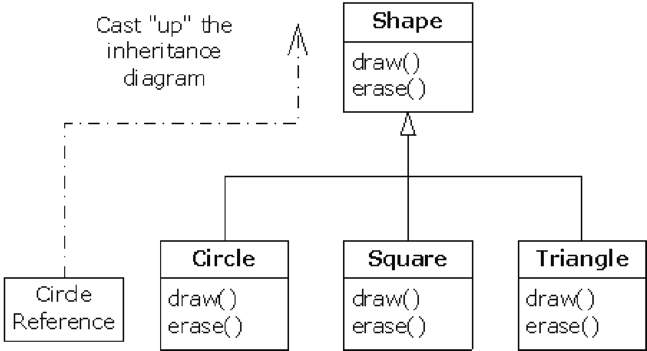 Cast "up" the
inheritance
diagram
Shape
draw()
erase()
Circle
draw()
erase()
Square
draw()
erase()
Triangle
draw()
erase()
Circle
Reference